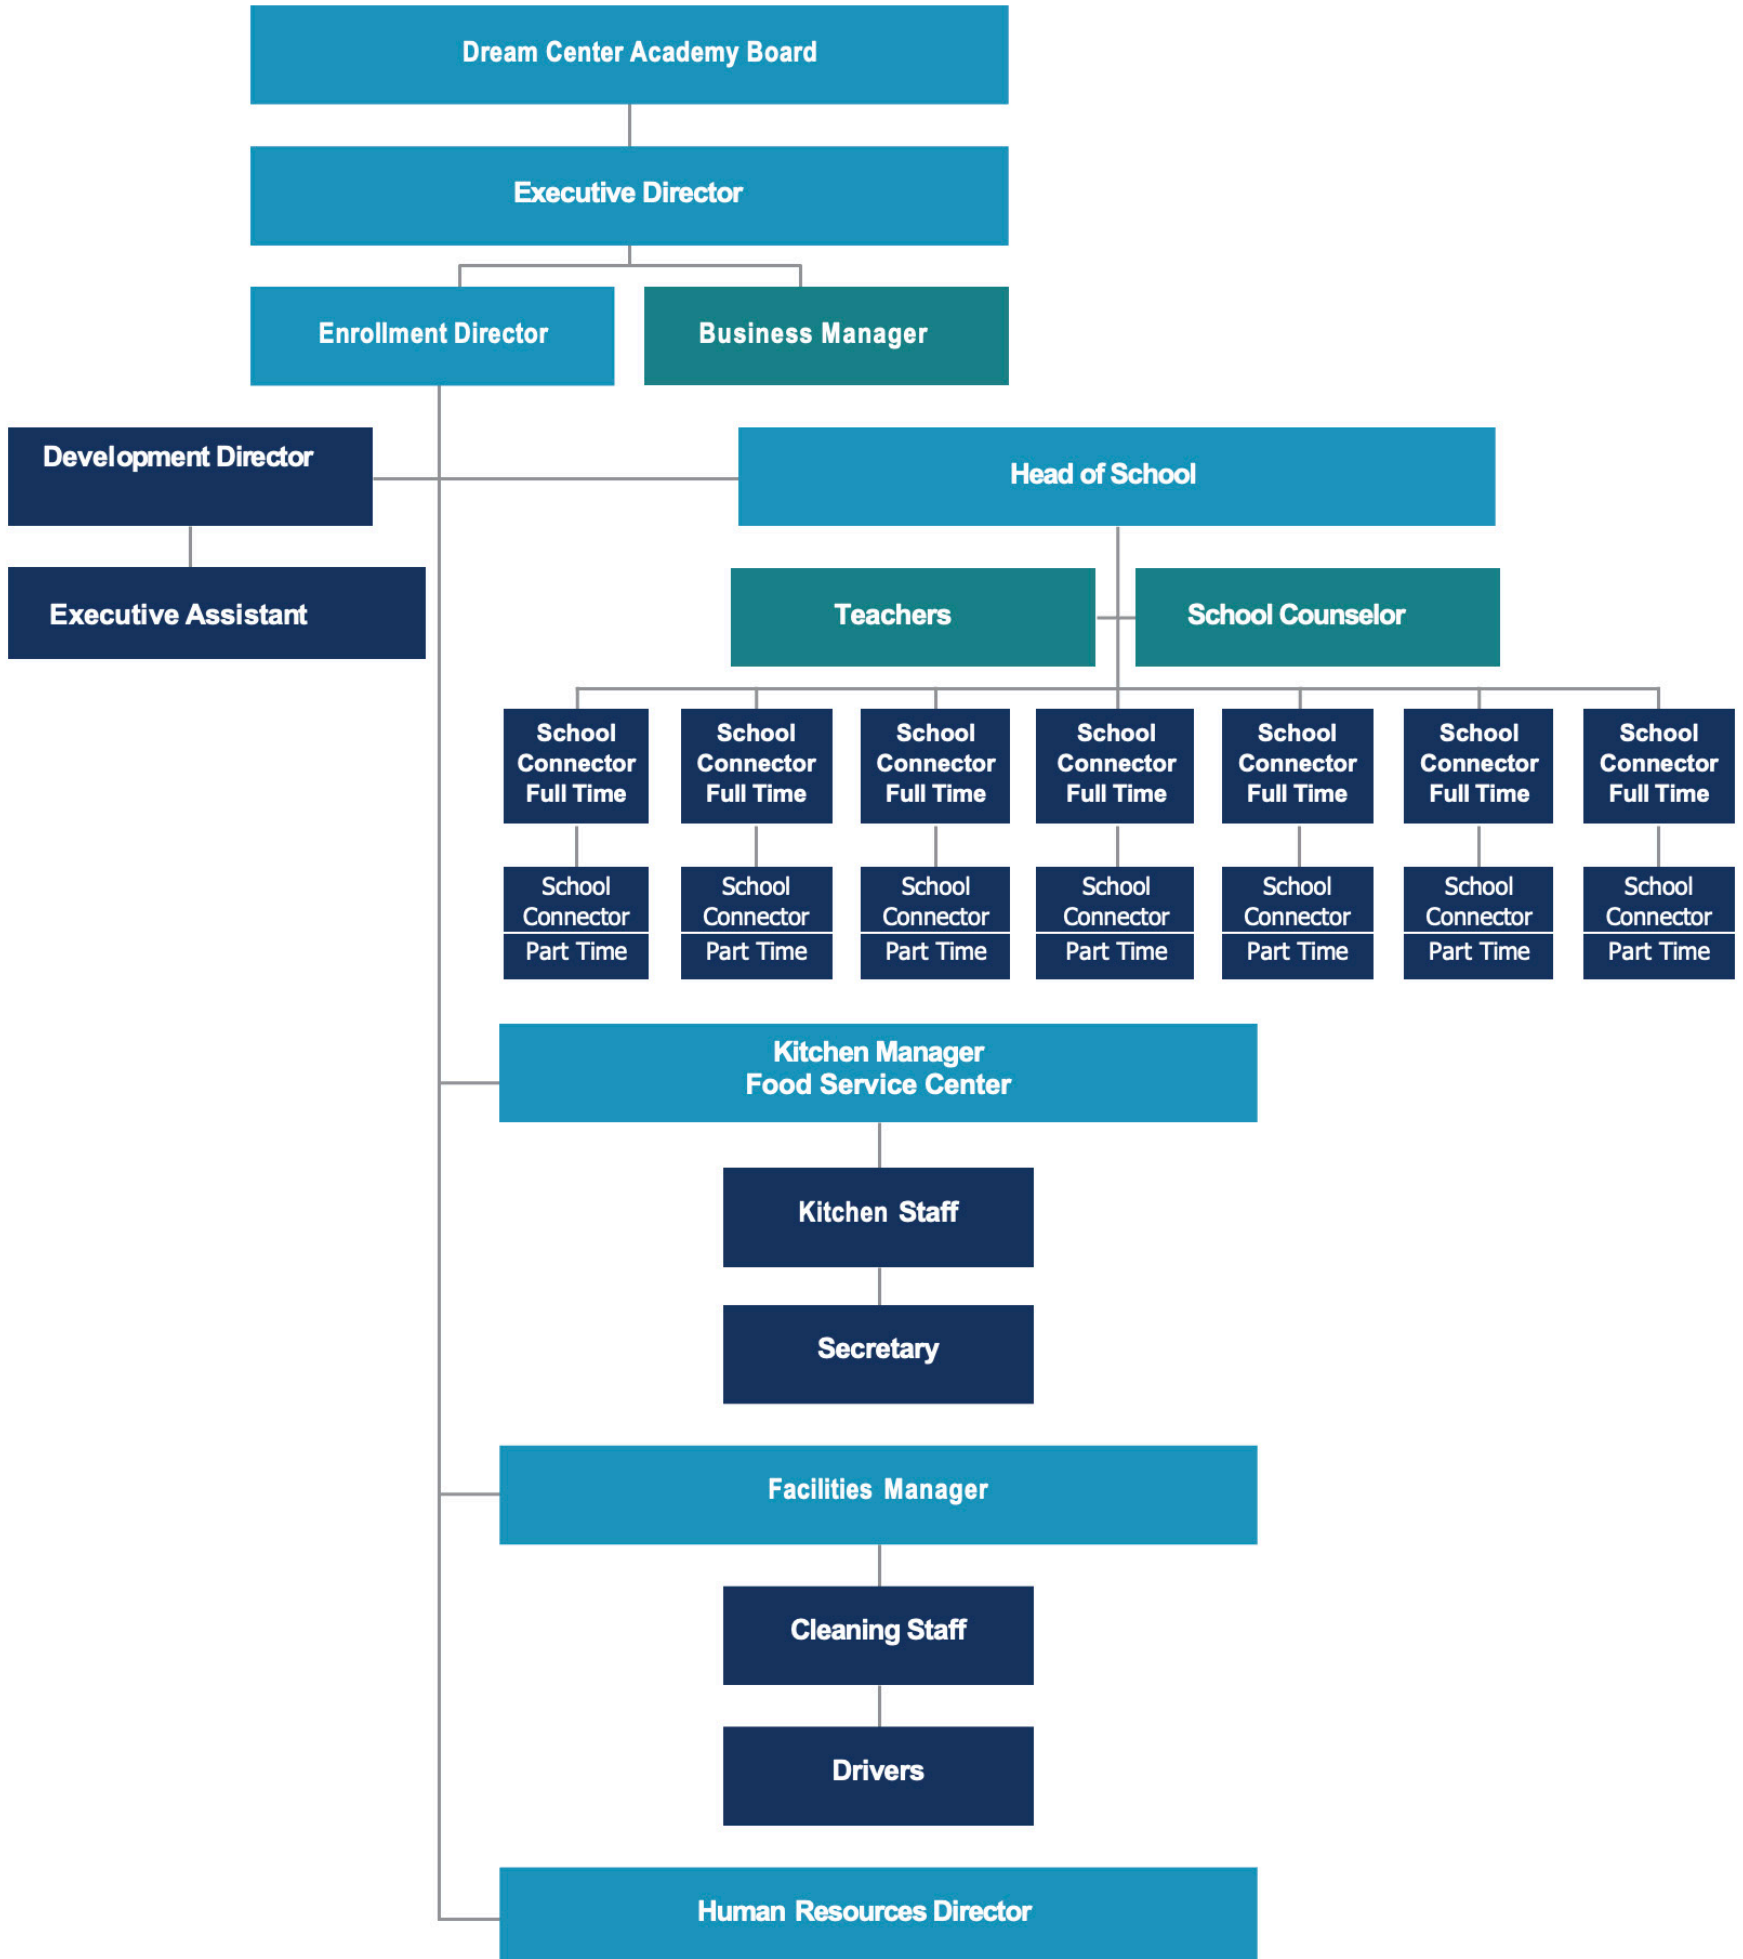 Dream Center Academy Board
Executive Director
Enrollment Director
Business Manager
Development Director
Head of School
Executive Assistant
Teachers
School Counselor
School
Connector
Full Time
School
Connector
Full Time
School
Connector
Full Time
School
Connector
Full Time
School
Connector
Full Time
School
Connector
Full Time
School
Connector
Full Time
School
Connector
Part Time
School
Connector
Part Time
School
Connector
Part Time
School
Connector
Part Time
School
Connector
Part Time
School
Connector
Part Time
School
Connector
Part Time
Kitchen Manager
Food Service Center
Kitchen Staff
Secretary
Facilities Manager
Cleaning Staff
Drivers
Human Resources Director